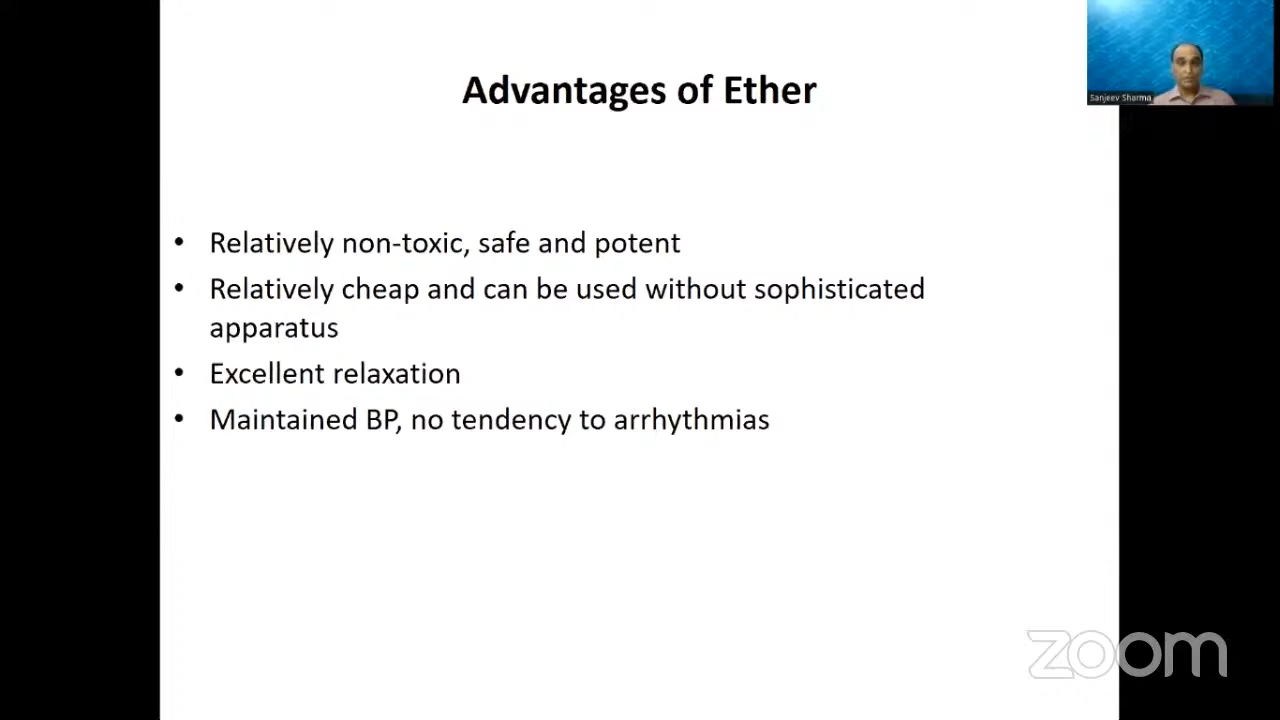 Advantages of Ether
Sanjeev Sharma
• Relatively non-toxic, safe and potent
• Relatively cheap and can be used without sophisticated
apparatus
• Excellent relaxation
• Maintained BP, no tendency to arrhythmias
zoom